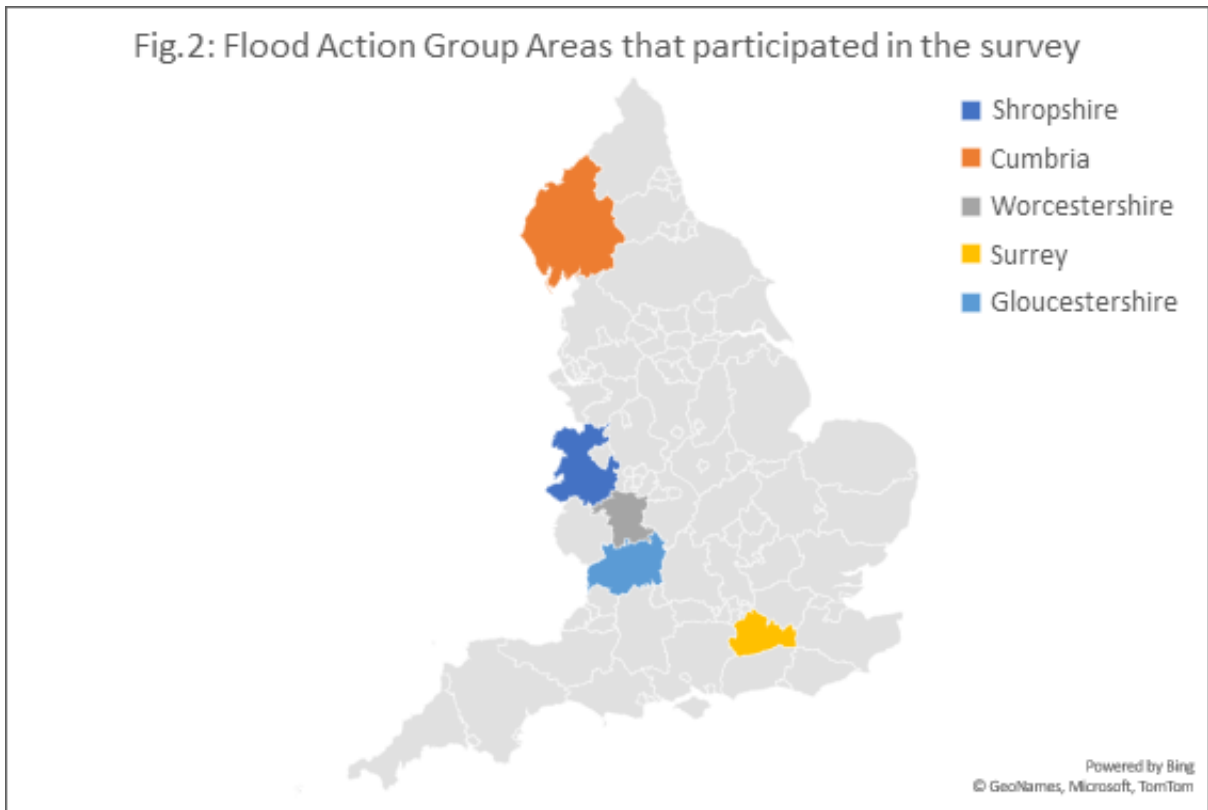 Fig.2: Flood Action Group Areas that participated in the survey
Shropshire
Cumbria
Worcestershire
Surrey
Gloucestershire
Powered by Bing
© GeoNames, Microsoft, TomTom